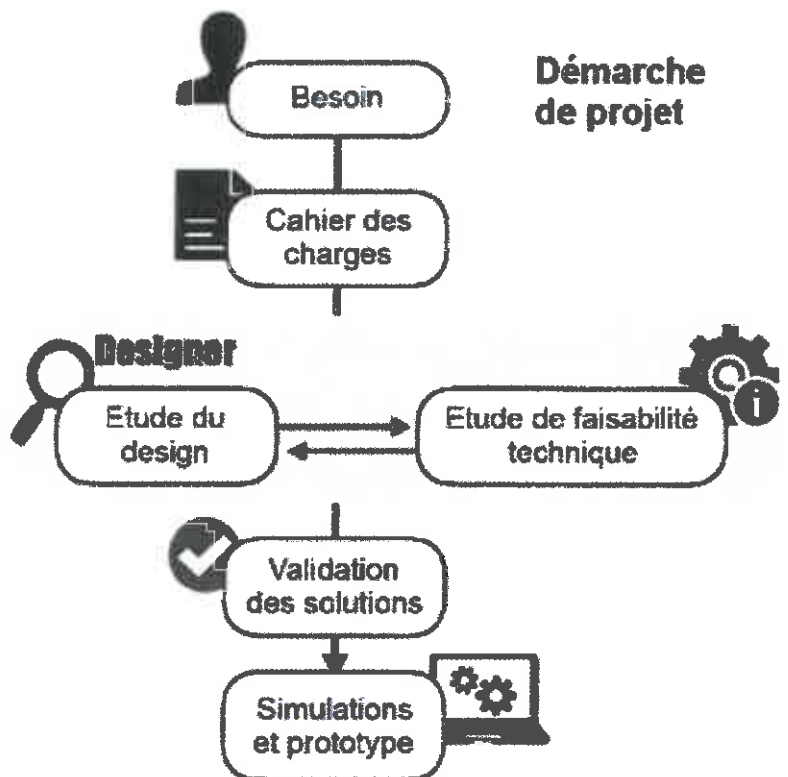 Démarche
de projet
Besoin
Cahier des
charges
Designer
Etude du
design
Etude de faisabilité
technique
i
Validation
des solutions
Simulations
et prototype